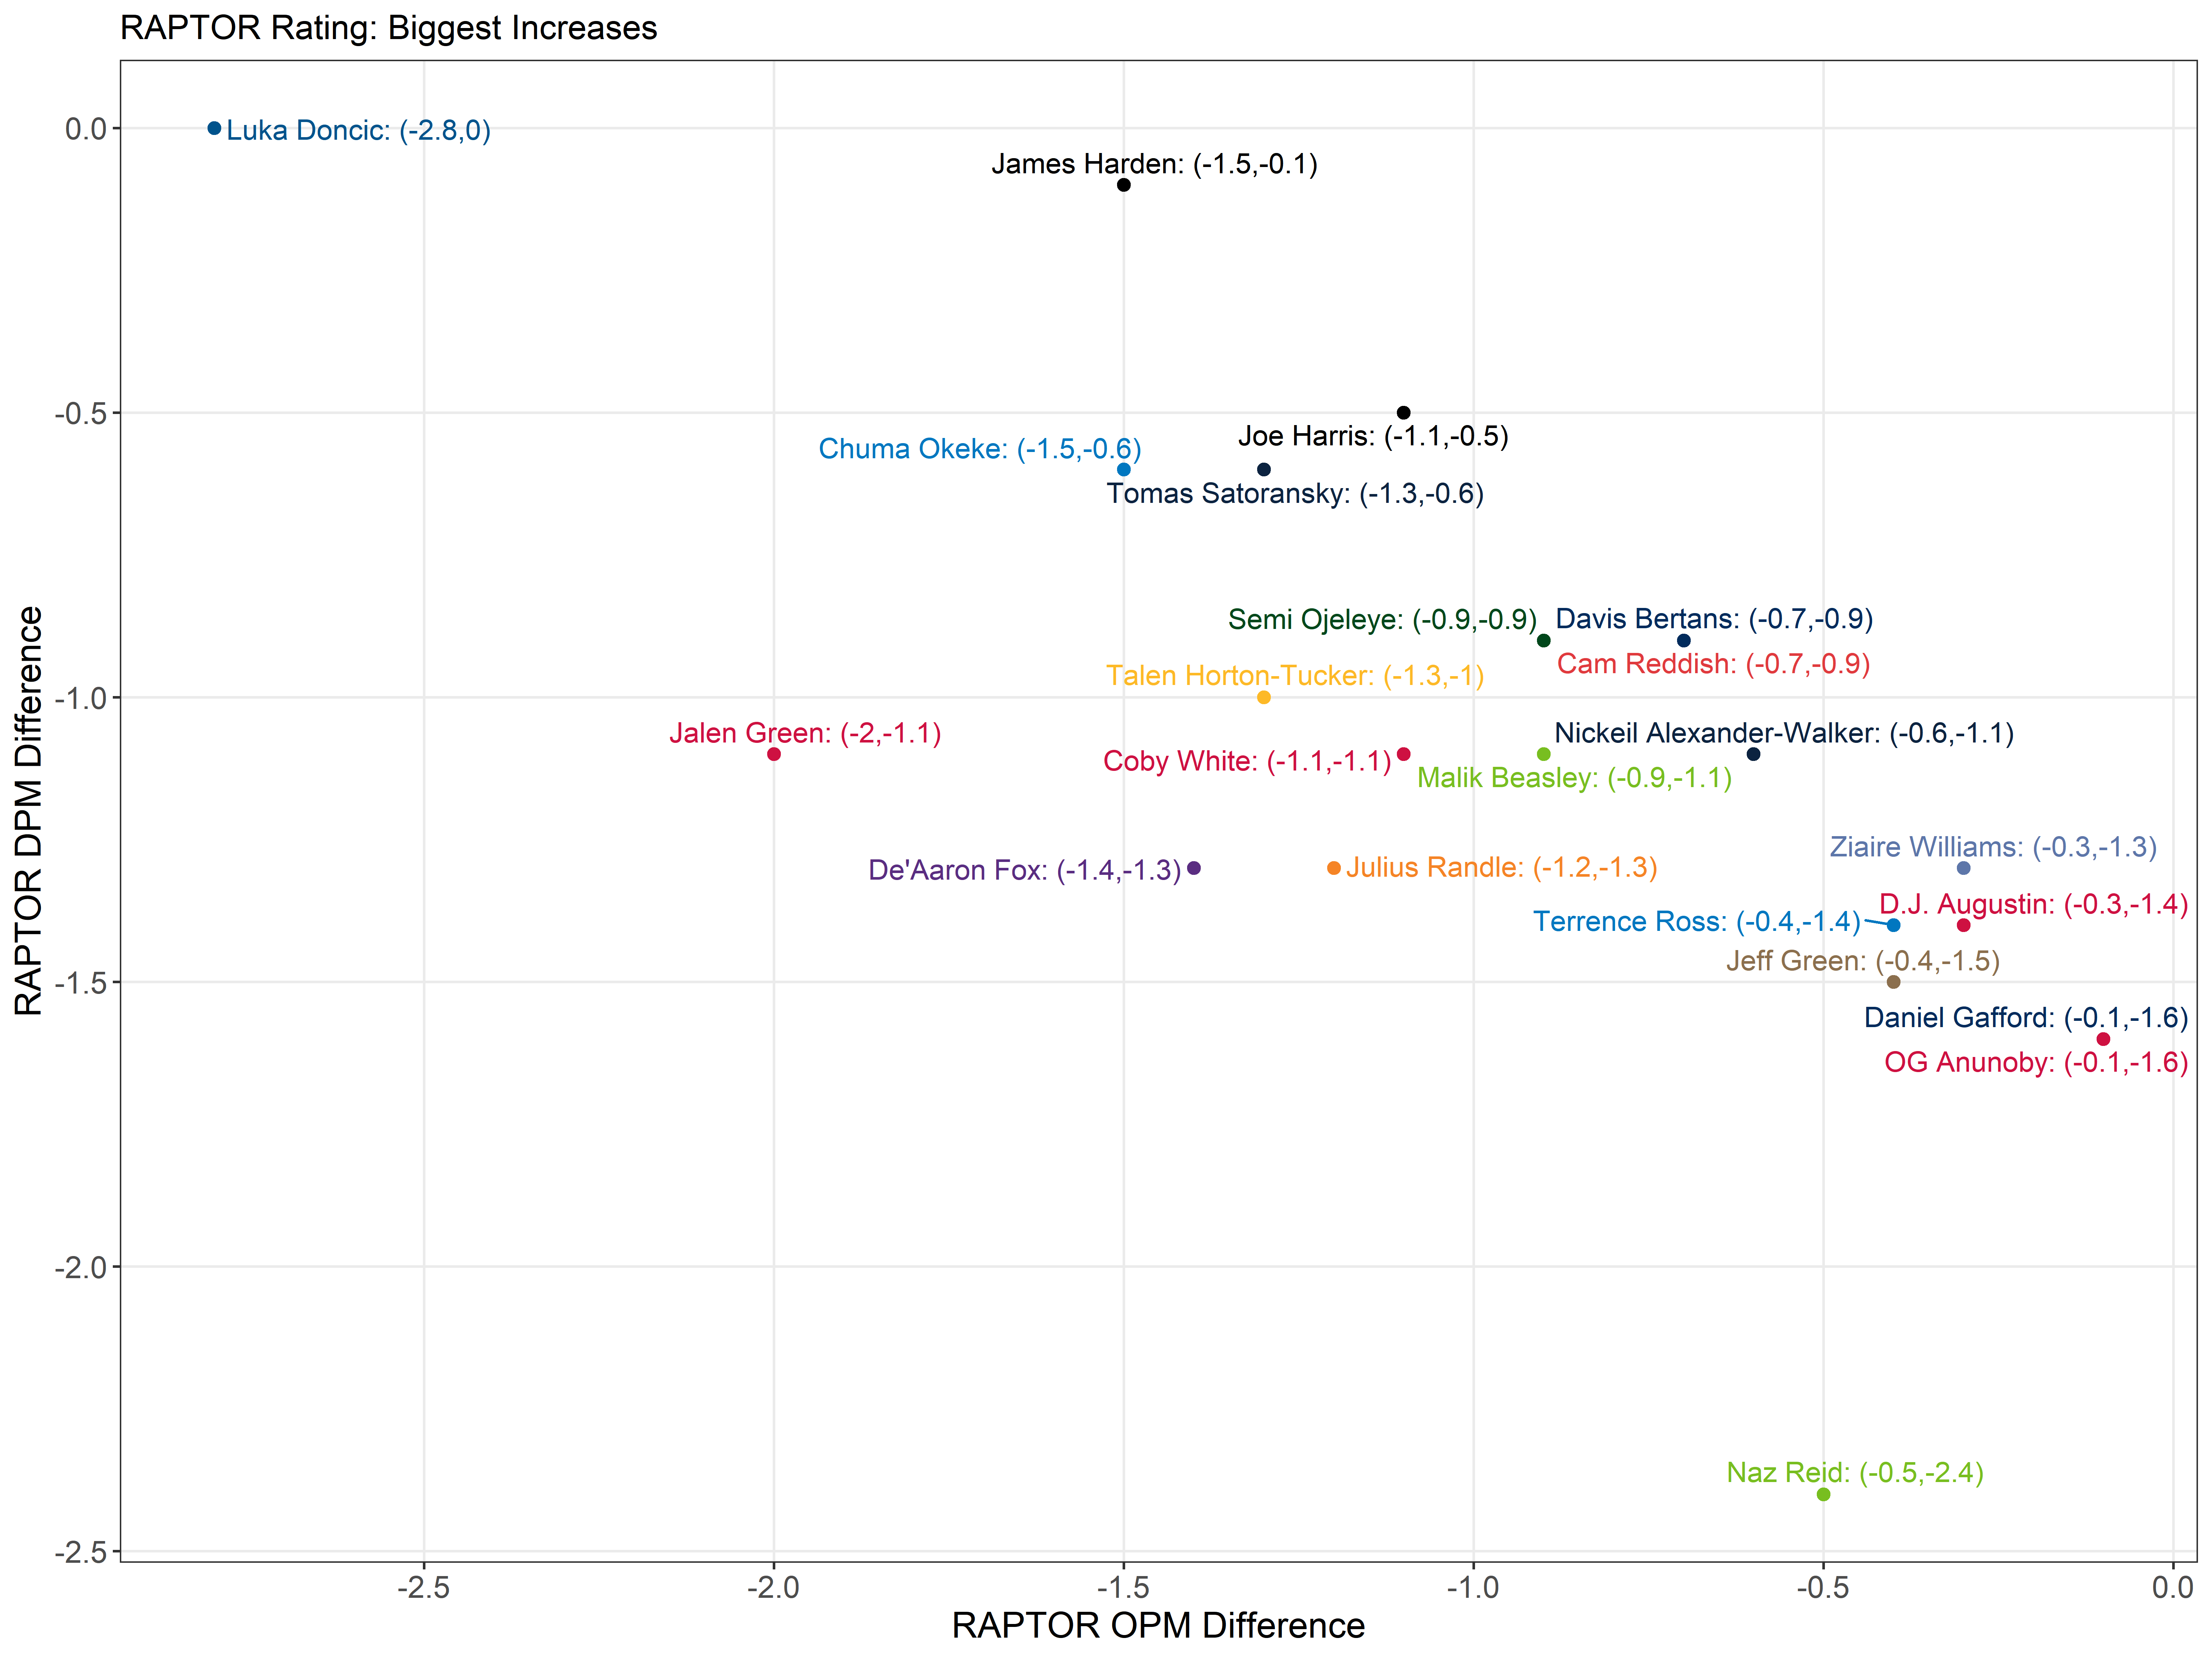 RAPTOR Rating: Biggest Increases
0.0
Luka Doncic: (-2.8,0)
James Harden: (-1.5,-0.1)
-0.5
Joe Harris: (-1.1,-0.5)
Chuma Okeke: (-1.5,-0.6)
Tomas Satoransky: (-1.3,-0.6)
Semi Ojeleye: (-0.9,-0.9)
Davis Bertans: (-0.7,-0.9)
Cam Reddish: (-0.7,-0.9)
Talen Horton-Tucker: (-1.3,-1)
-1.0
Jalen Green: (-2,-1.1)
Nickeil Alexander-Walker: (-0.6,-1.1)
Coby White: (-1.1,-1.1)
Malik Beasley: (-0.9,-1.1)
Ziaire Williams: (-0.3,-1.3)
De'Aaron Fox: (-1.4,-1.3)
Julius Randle: (-1.2,-1.3)
D.J. Augustin: (-0.3,-1.4)
Terrence Ross: (-0.4,-1.4)
Jeff Green: (-0.4,-1.5)
-1.5
Daniel Gafford: (-0.1,-1.6)
OG Anunoby: (-0.1,-1.6)
-2.0
Naz Reid: (-0.5,-2.4)
-2.5
RAPTOR DPM Difference
-2.5
-2.0
-1.5
-1.0
-0.5
0.0
RAPTOR OPM Difference